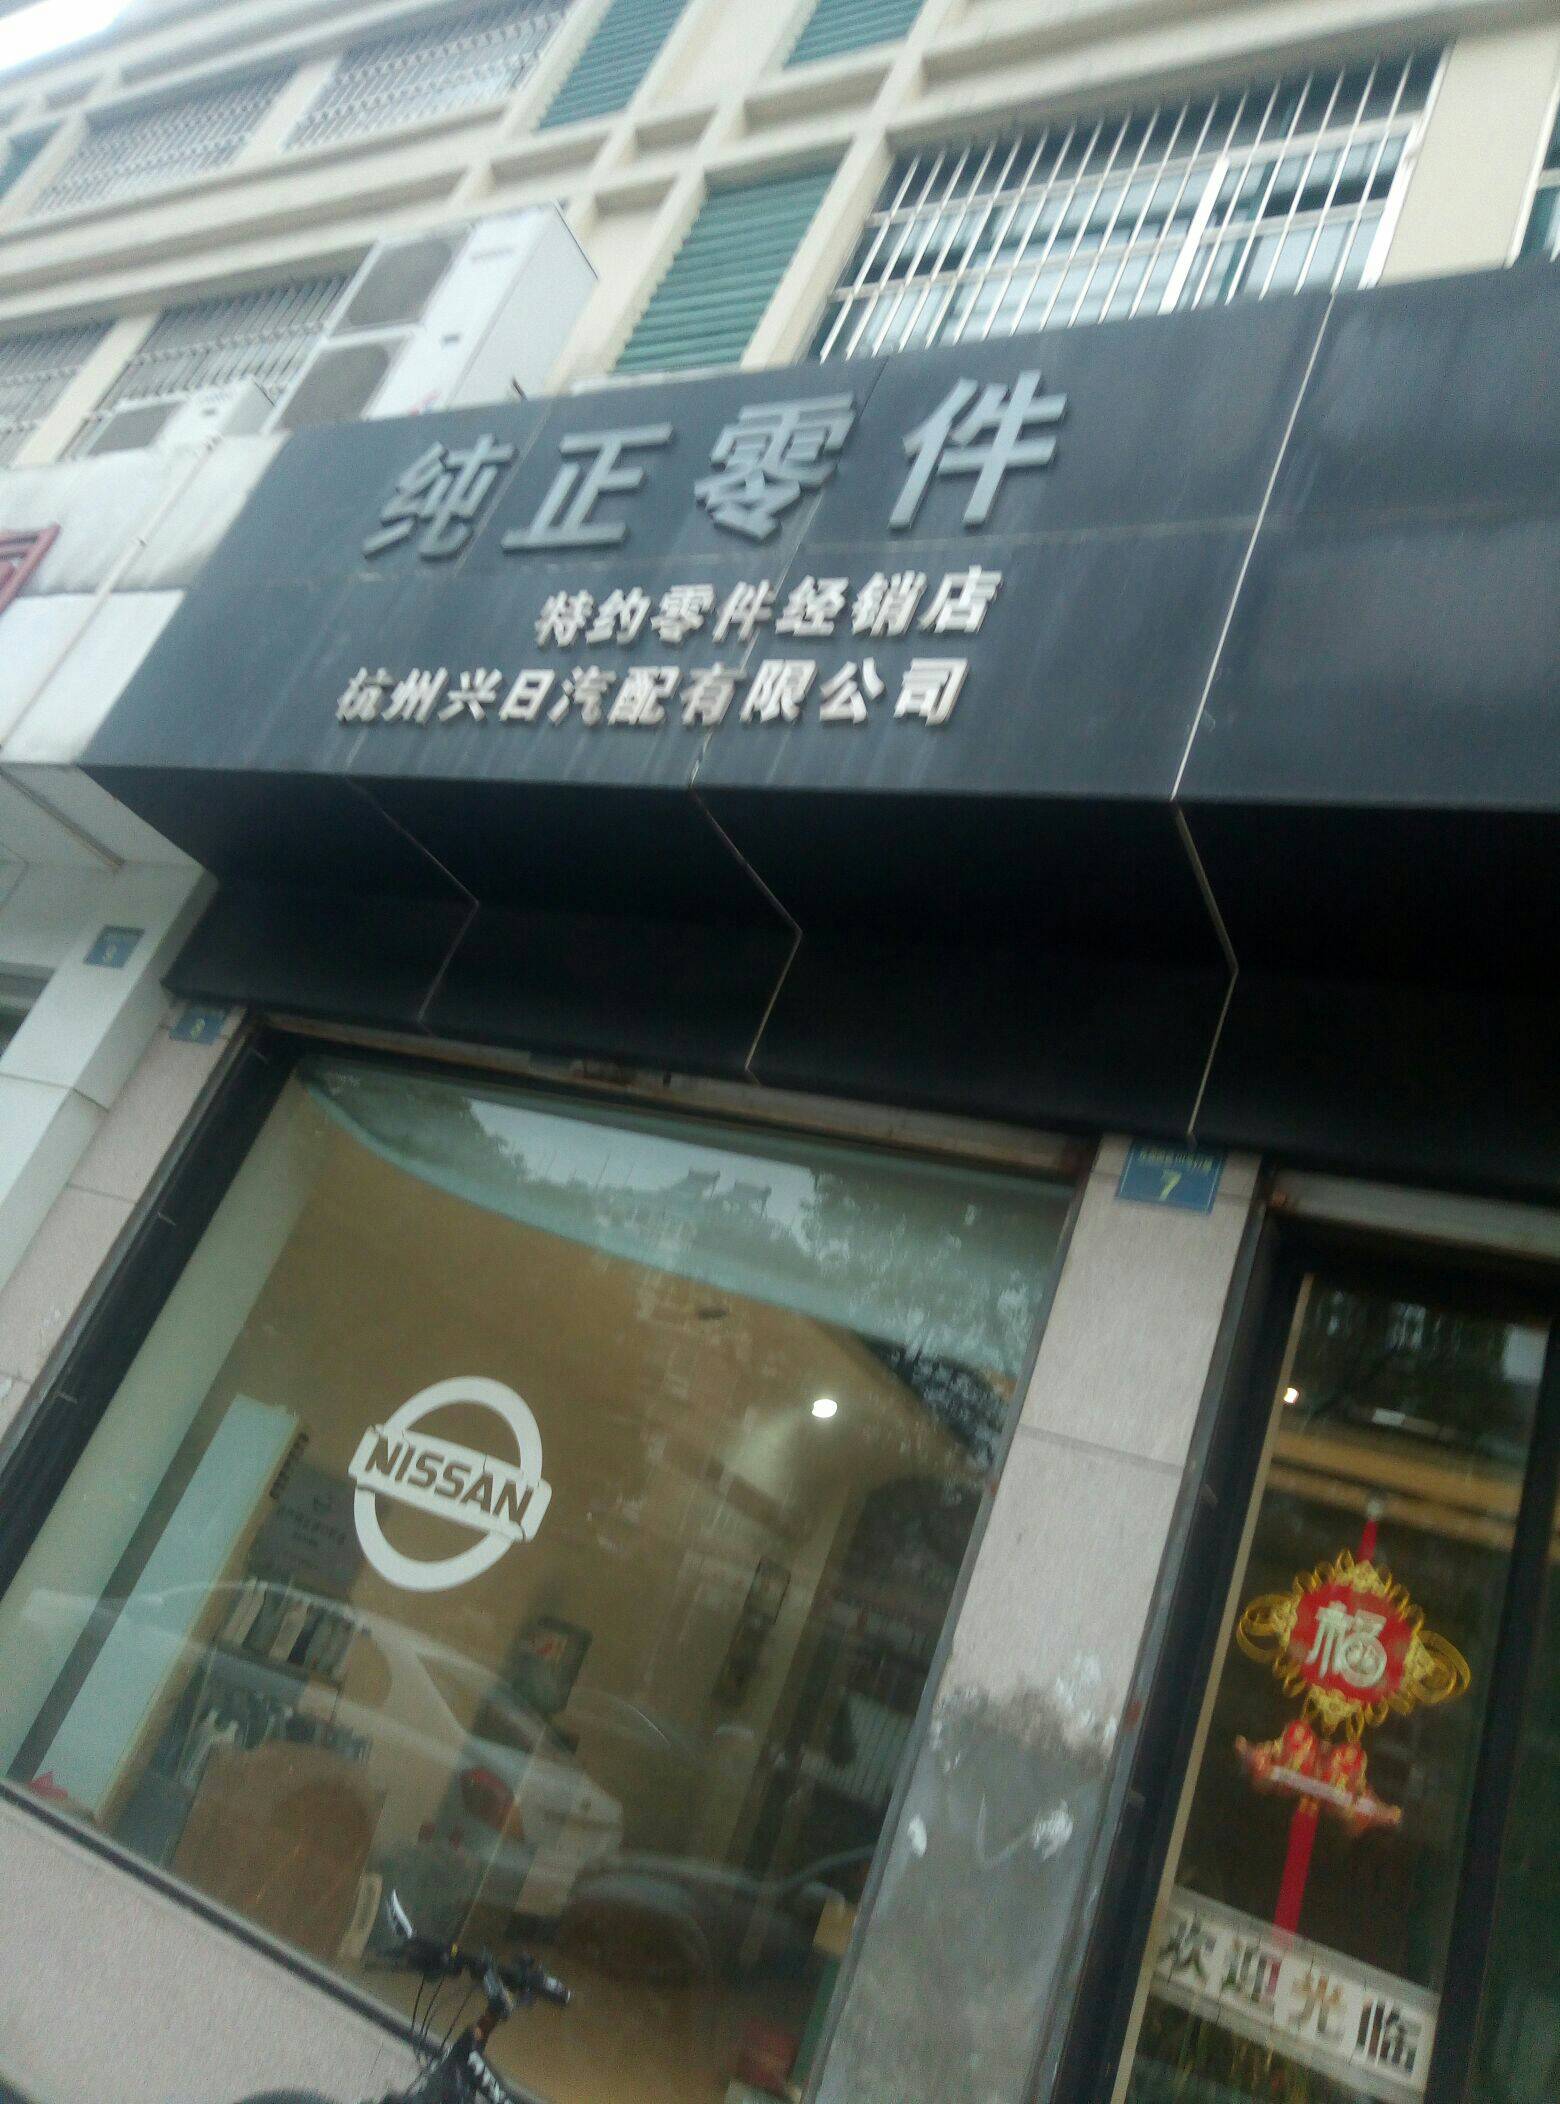 纯正零件
特约零件经销店
杭州兴日汽配有限公司
9
7
NISSAN
福
欢迎光临